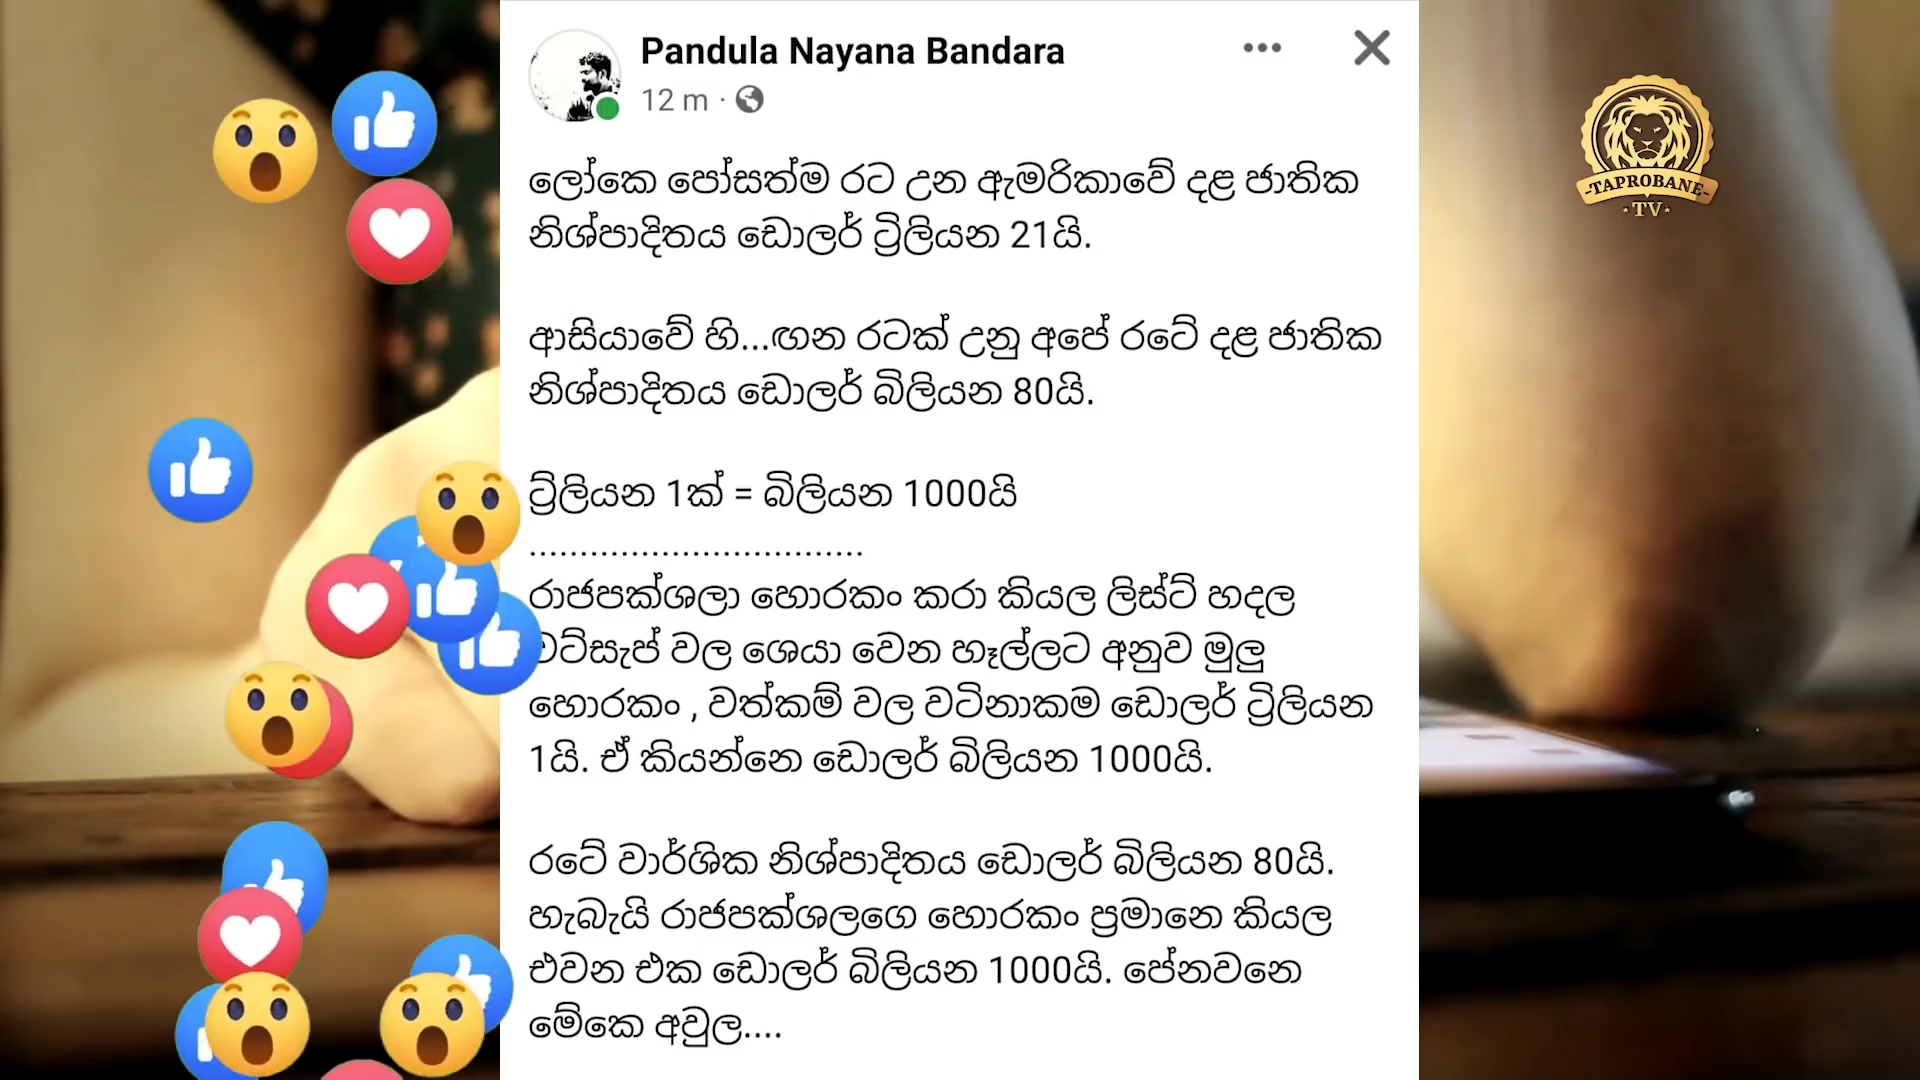 Pandula Nayana Bandara
12 m ·
-TAPROBANE-
·TV·
ලෝකෙ පෝසත්ම රට උන ඇමරිකාවේ දළ ජාතික
නිශ්පාදිතය ඩොලර් ට්‍රිලියන 21යි.
ආසියාවේ හි...ඟන රටක් උනු අපේ රටේ දළ ජාතික
නිශ්පාදිතය ඩොලර් බිලියන 80යි.
ට්‍රිලියන 1ක් = බිලියන 1000යි
.................................
රාජපක්ශලා හොරකං කරා කියල ලිස්ට් හදල
වට්සැප් වල ශෙයා වෙන හෑල්ලට අනුව මුලු
හොරකං , වත්කම් වල වටිනාකම ඩොලර් ට්‍රිලියන
1යි. ඒ කියන්නෙ ඩොලර් බිලියන 1000යි.
රටේ වාර්ශික නිශ්පාදිතය ඩොලර් බිලියන 80යි.
හැබැයි රාජපක්ශලගෙ හොරකං ප්‍රමානෙ කියල
එවන එක ඩොලර් බිලියන 1000යි. පේනවනෙ
මේකෙ අවුල....